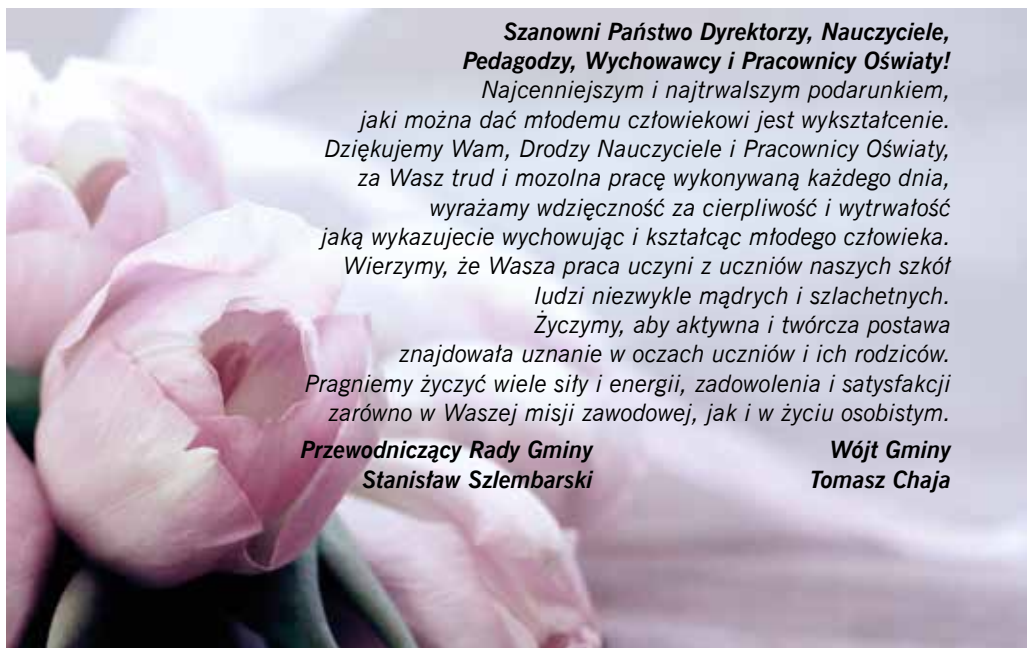 Szanowni Państwo Dyrektorzy, Nauczyciele,
Pedagodzy, Wychowawcy i Pracownicy Oświaty!
Najcenniejszym i najtrwalszym podarunkiem,
jaki można dać młodemu człowiekowi jest wykształcenie.
Dziękujemy Wam, Drodzy Nauczyciele i Pracownicy Oświaty,
za Wasz trud i mozolna pracę wykonywaną każdego dnia,
wyrażamy wdzięczność za cierpliwość i wytrwałość
jaką wykazujecie wychowując i kształcąc młodego człowieka.
Wierzymy, że Wasza praca uczyni z uczniów naszych szkół
ludzi niezwykle mądrych i szlachetnych.
Życzymy, aby aktywna i twórcza postawa
znajdowała uznanie w oczach uczniów i ich rodziców.
Pragniemy życzyć wiele siły i energii, zadowolenia i satysfakcji
zarówno w Waszej misji zawodowej, jak i w życiu osobistym.
Przewodniczący Rady Gminy
Stanisław Szlembarski
Wójt Gminy
Tomasz Chaja